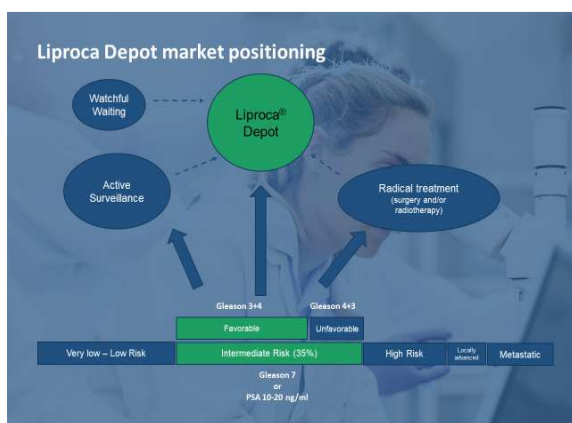 Liproca Depot market positioning
Watchful
Waiting
Liproca®
Depot
Active
Surveillance
Radical treatment
(surgery and/or
radiotherapy)
Gleason 3+4
Gleason 4+3
Favorable
Unfavorable
Very low – Low Risk
Intermediate Risk (35%)
High Risk
Locally
advanced
Metastatic
Gleason 7
or
PSA 10-20 ng/ml